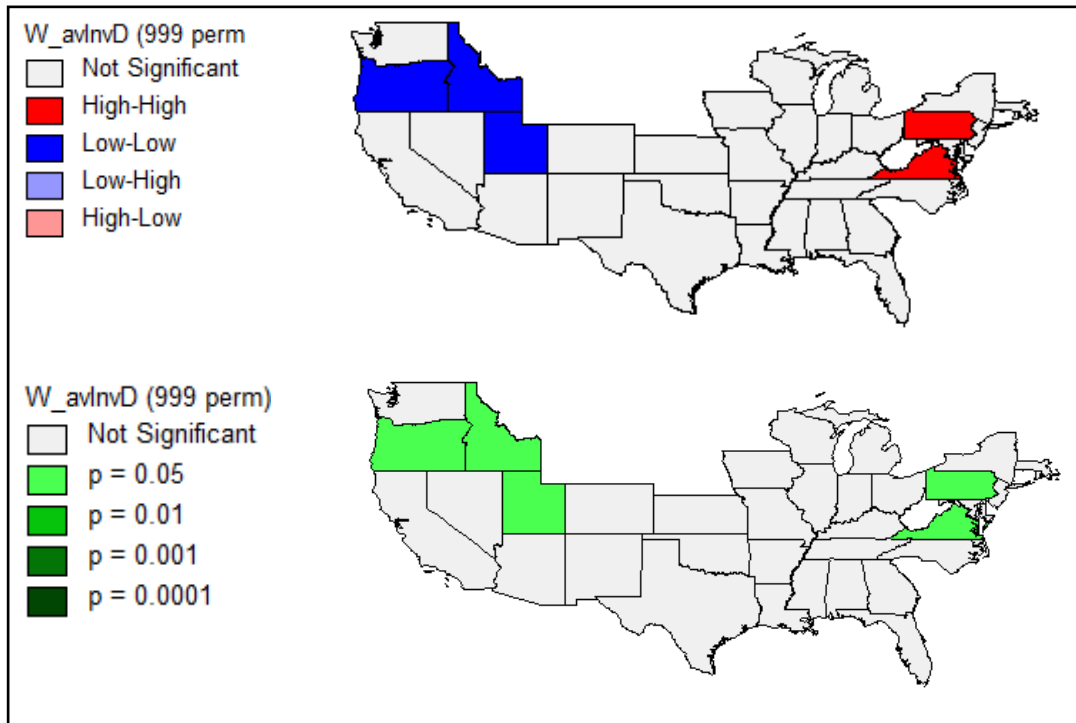 W_avInvD (999 perm
Not Significant
High-High
Low-Low
Low-High
High-Low
W_avInvD (999 perm)
Not Significant
p = 0.05
p = 0.01
p = 0.001
p = 0.0001